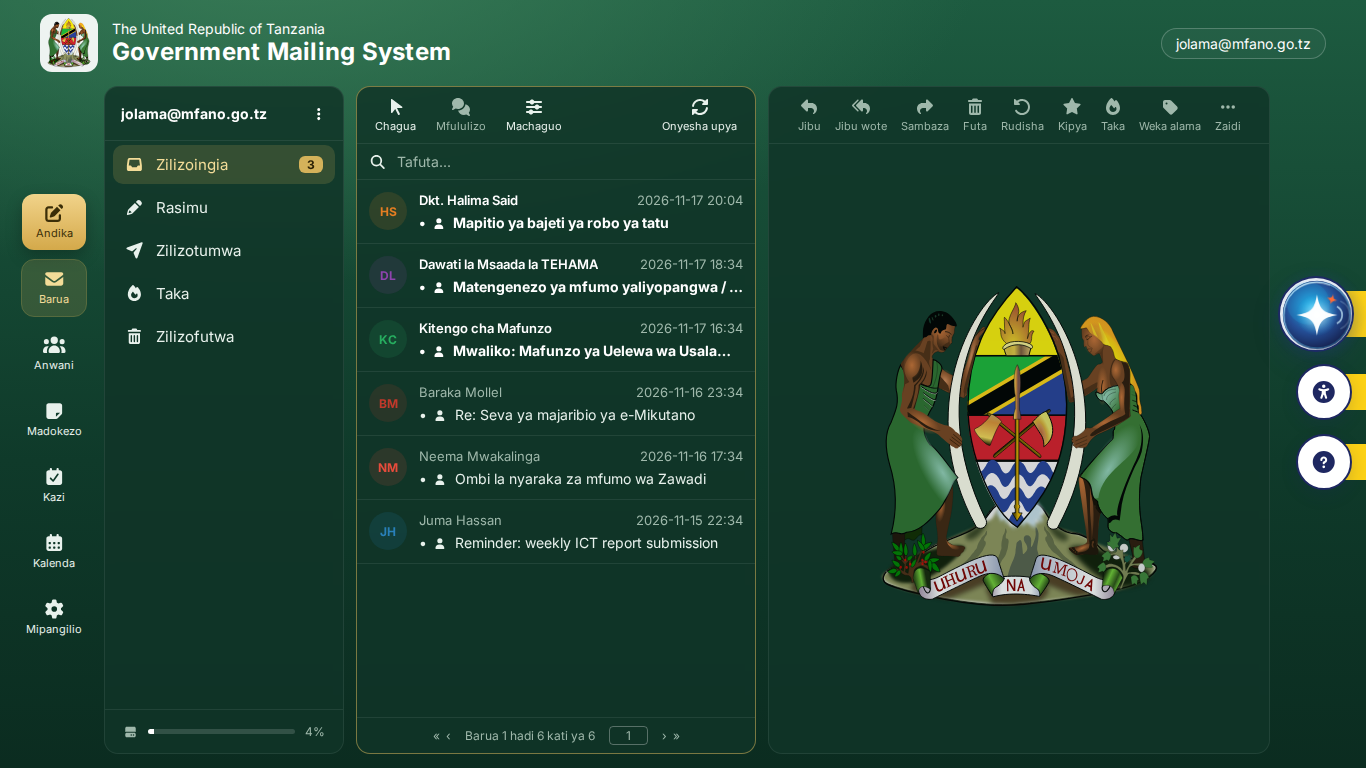 The United Republic of Tanzania
Government Mailing System
jolama@mfano.go.tz
Andika
Barua
Anwani
Madokezo
Kazi
Kalenda
Mipangilio
jolama@mfano.go.tz
Zilizoingia 3
Rasimu
Zilizotumwa
Taka
Zilizofutwa
4%
Chagua Mfululizo Machaguo Onyesha upya
Tafuta...
HS Dkt. Halima Said 2026-11-17 20:04
• Mapitio ya bajeti ya robo ya tatu
DL Dawati la Msaada la TEHAMA 2026-11-17 18:34
• Matengenezo ya mfumo yaliyopangwa / ...
KC Kitengo cha Mafunzo 2026-11-17 16:34
• Mwaliko: Mafunzo ya Uelewa wa Usala...
BM Baraka Mollel 2026-11-16 23:34
• Re: Seva ya majaribio ya e-Mikutano
NM Neema Mwakalinga 2026-11-16 17:34
• Ombi la nyaraka za mfumo wa Zawadi
JH Juma Hassan 2026-11-15 22:34
• Reminder: weekly ICT report submission
« ‹ Barua 1 hadi 6 kati ya 6 1 › »
Jibu Jibu wote Sambaza Futa Rudisha Kipya Taka Weka alama Zaidi
UHURU NA UMOJA
?